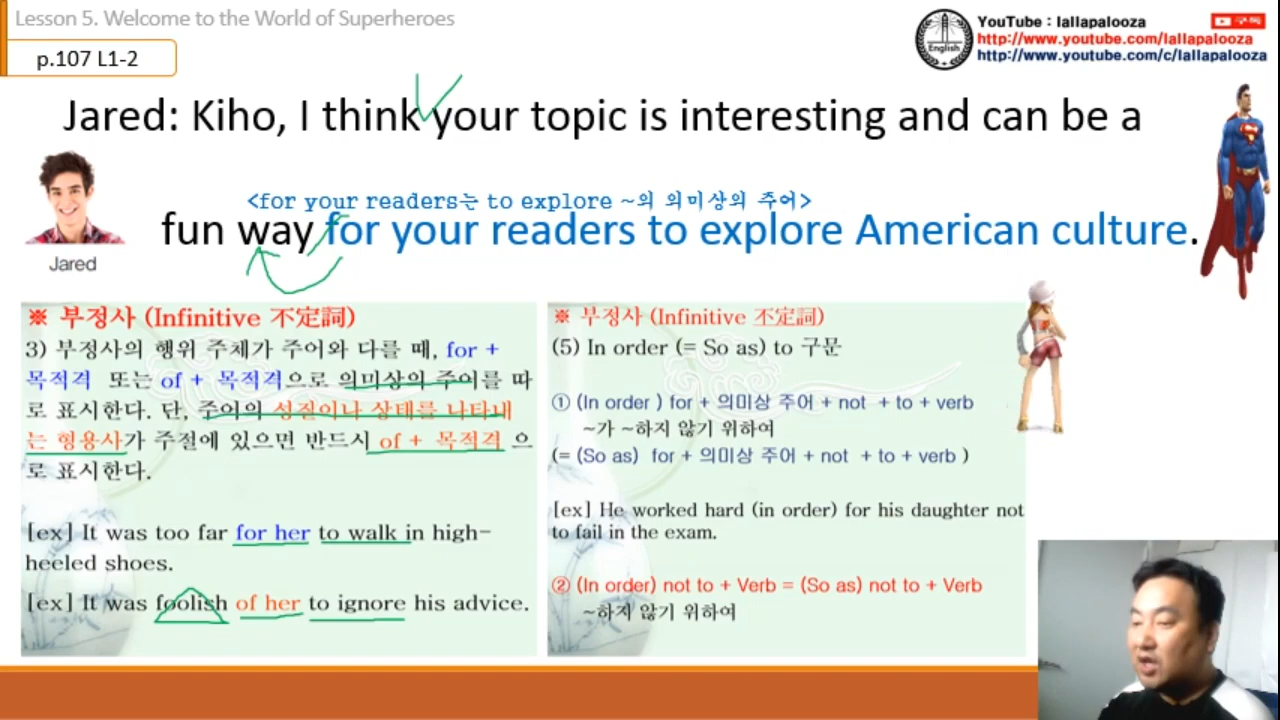 Lesson 5. Welcome to the World of Superheroes
p.107 L1-2
English
YouTube : lallapalooza
구독
http://www.youtube.com/lallapalooza
http://www.youtube.com/c/lallapalooza
Jared: Kiho, I think your topic is interesting and can be a
<for your readers는 to explore ~의 의미상의 주어>
fun way for your readers to explore American culture.
Jared
※ 부정사 (Infinitive 不定詞)
3) 부정사의 행위 주체가 주어와 다를 때, for +
목적격 또는 of + 목적격으로 의미상의 주어를 따
로 표시한다. 단, 주어의 성질이나 상태를 나타내
는 형용사가 주절에 있으면 반드시 of + 목적격 으
로 표시한다.
[ex] It was too far for her to walk in high-
heeled shoes.
[ex] It was foolish of her to ignore his advice.
※ 부정사 (Infinitive 不定詞)
(5) In order (= So as) to 구문
① (In order ) for + 의미상 주어 + not + to + verb
~가 ~하지 않기 위하여
(= (So as) for + 의미상 주어 + not + to + verb )
[ex] He worked hard (in order) for his daughter not
to fail in the exam.
② (In order) not to + Verb = (So as) not to + Verb
~하지 않기 위하여